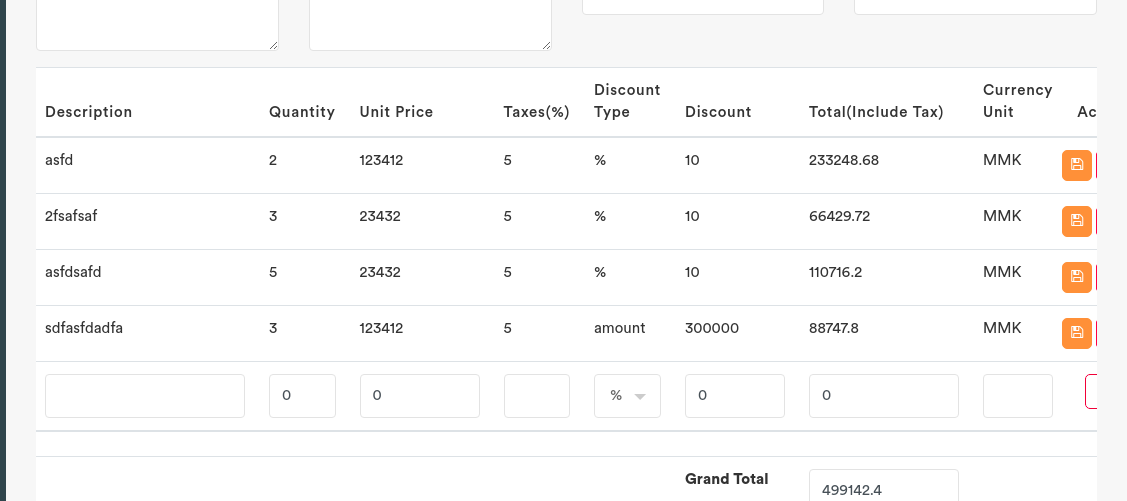 Description Quantity Unit Price Taxes(%) Discount Type Discount Total(Include Tax) Currency Unit Ac
asfd 2 123412 5 % 10 233248.68 MMK
2fsafsaf 3 23432 5 % 10 66429.72 MMK
asfdsafd 5 23432 5 % 10 110716.2 MMK
sdfasfdadfa 3 123412 5 amount 300000 88747.8 MMK
0 0 % 0 0
Grand Total 499142.4